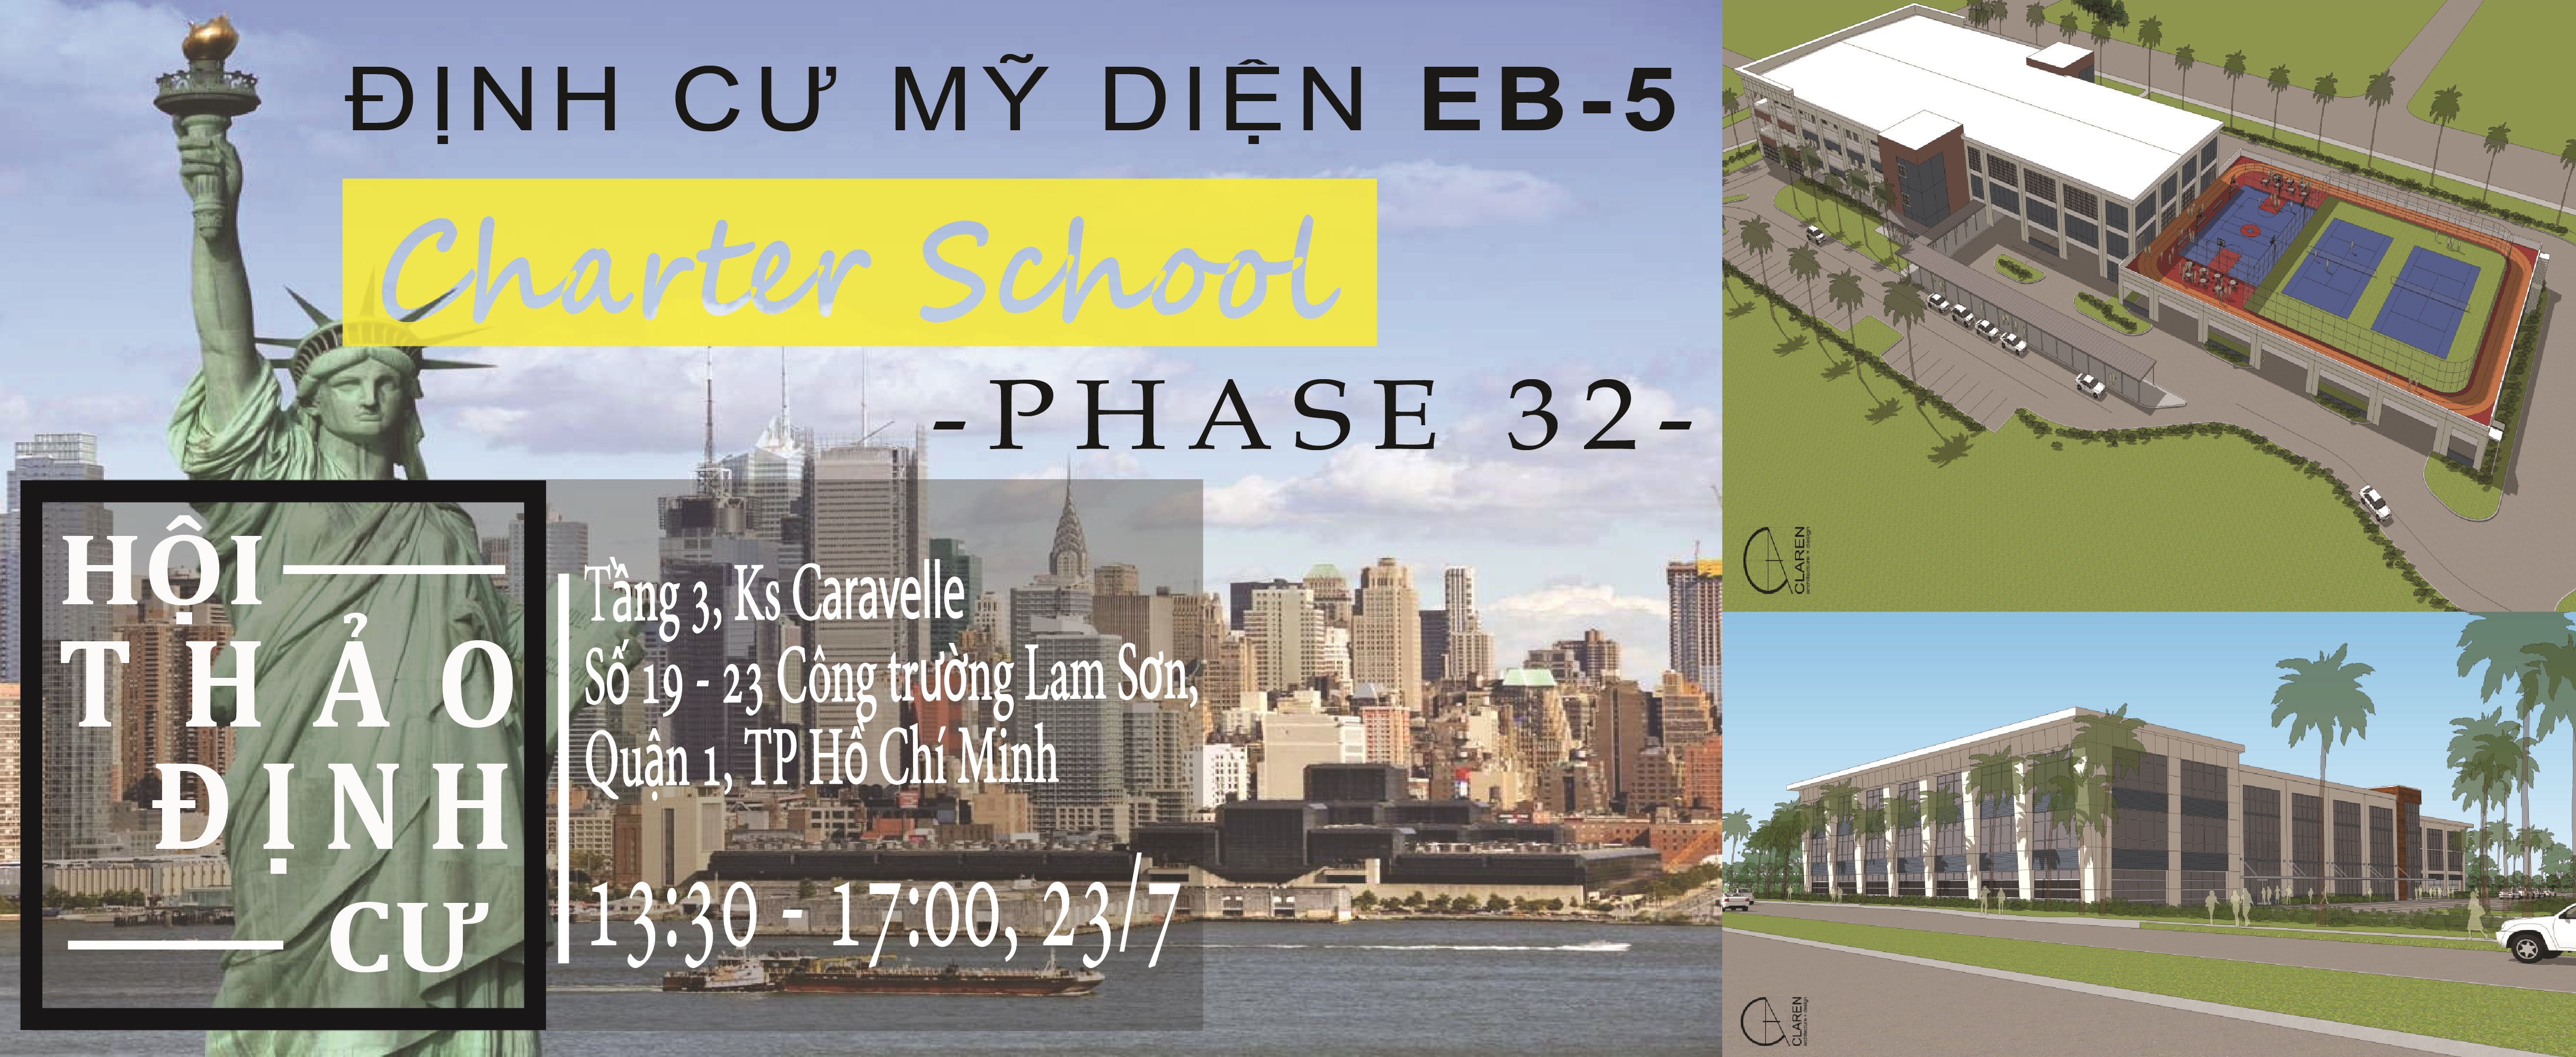 ĐỊNH CƯ MỸ DIỆN EB-5
Charter School
-PHASE 32-
HỘI
THẢO
ĐỊNH
CƯ
Tầng 3, Ks Caravelle
Số 19 - 23 Công trường Lam Sơn,
Quận 1, TP Hồ Chí Minh
13:30 - 17:00, 23/7
CLAREN
architecture + design
CLAREN
architecture + design